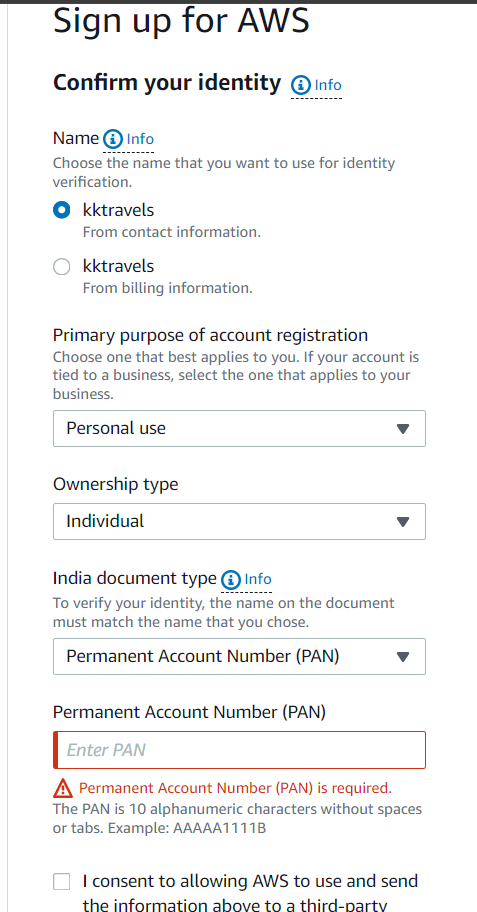 Sign up for AWS
Confirm your identity Info
Name Info
Choose the name that you want to use for identity
verification.
kktravels
From contact information.
kktravels
From billing information.
Primary purpose of account registration
Choose one that best applies to you. If your account is
tied to a business, select the one that applies to your
business.
Personal use
Ownership type
Individual
India document type Info
To verify your identity, the name on the document
must match the name that you chose.
Permanent Account Number (PAN)
Permanent Account Number (PAN)
Enter PAN
Permanent Account Number (PAN) is required.
The PAN is 10 alphanumeric characters without spaces
or tabs. Example: AAAAA1111B
I consent to allowing AWS to use and send
the information above to a third-party